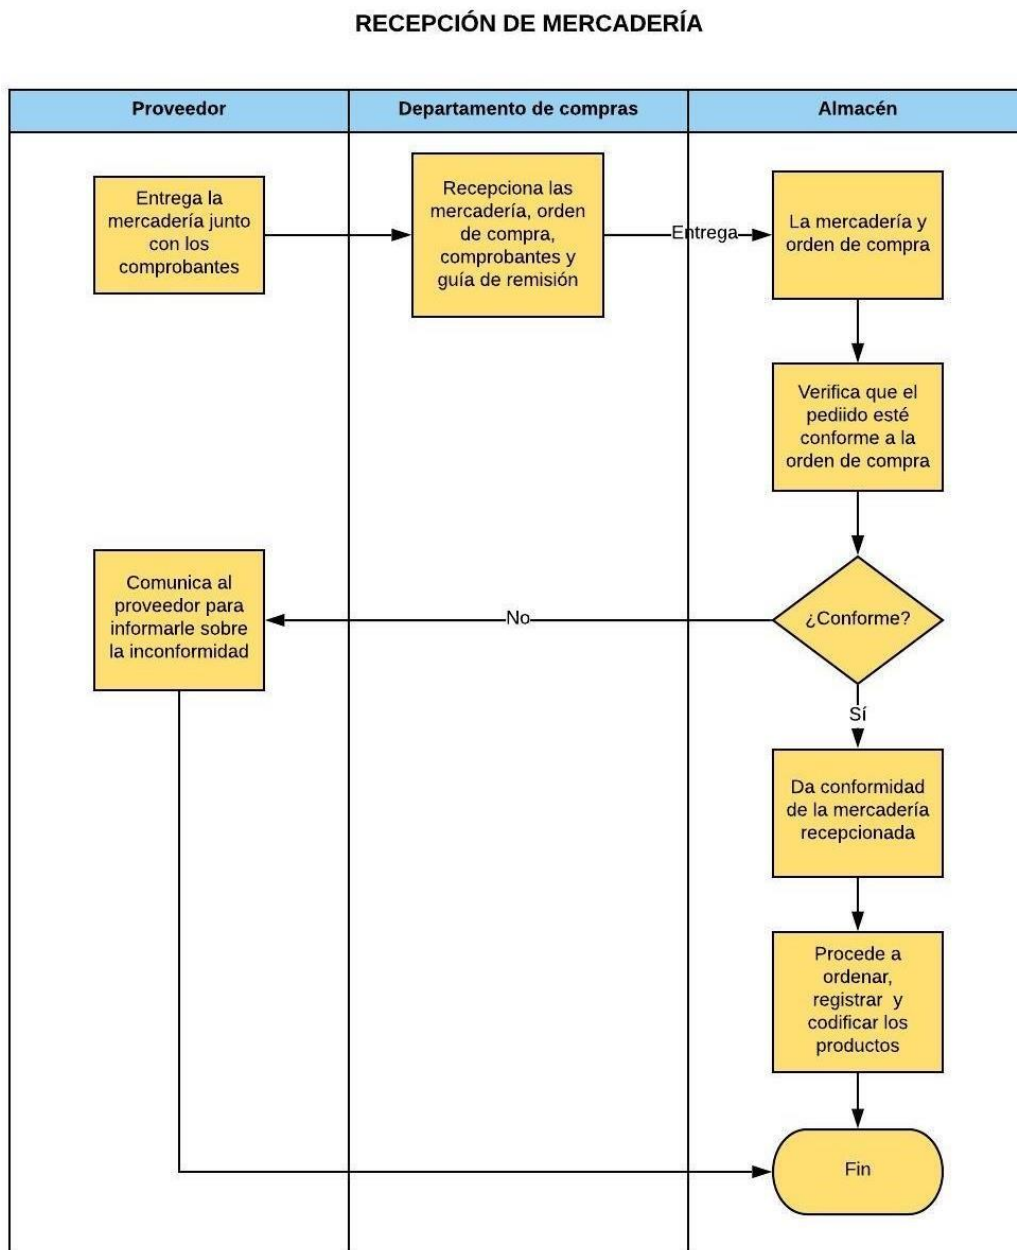 RECEPCIÓN DE MERCADERÍA
Proveedor
Departamento de compras
Almacén
Entrega la
mercadería junto
con los
comprobantes
Recepciona las
mercadería, orden
de compra,
comprobantes y
guía de remisión
Entrega
La mercadería y
orden de compra
Verifica que el
pediido esté
conforme a la
orden de compra
¿Conforme?
No
Comunica al
proveedor para
informarle sobre
la inconformidad
Sí
Da conformidad
de la mercadería
recepcionada
Procede a
ordenar,
registrar y
codificar los
productos
Fin